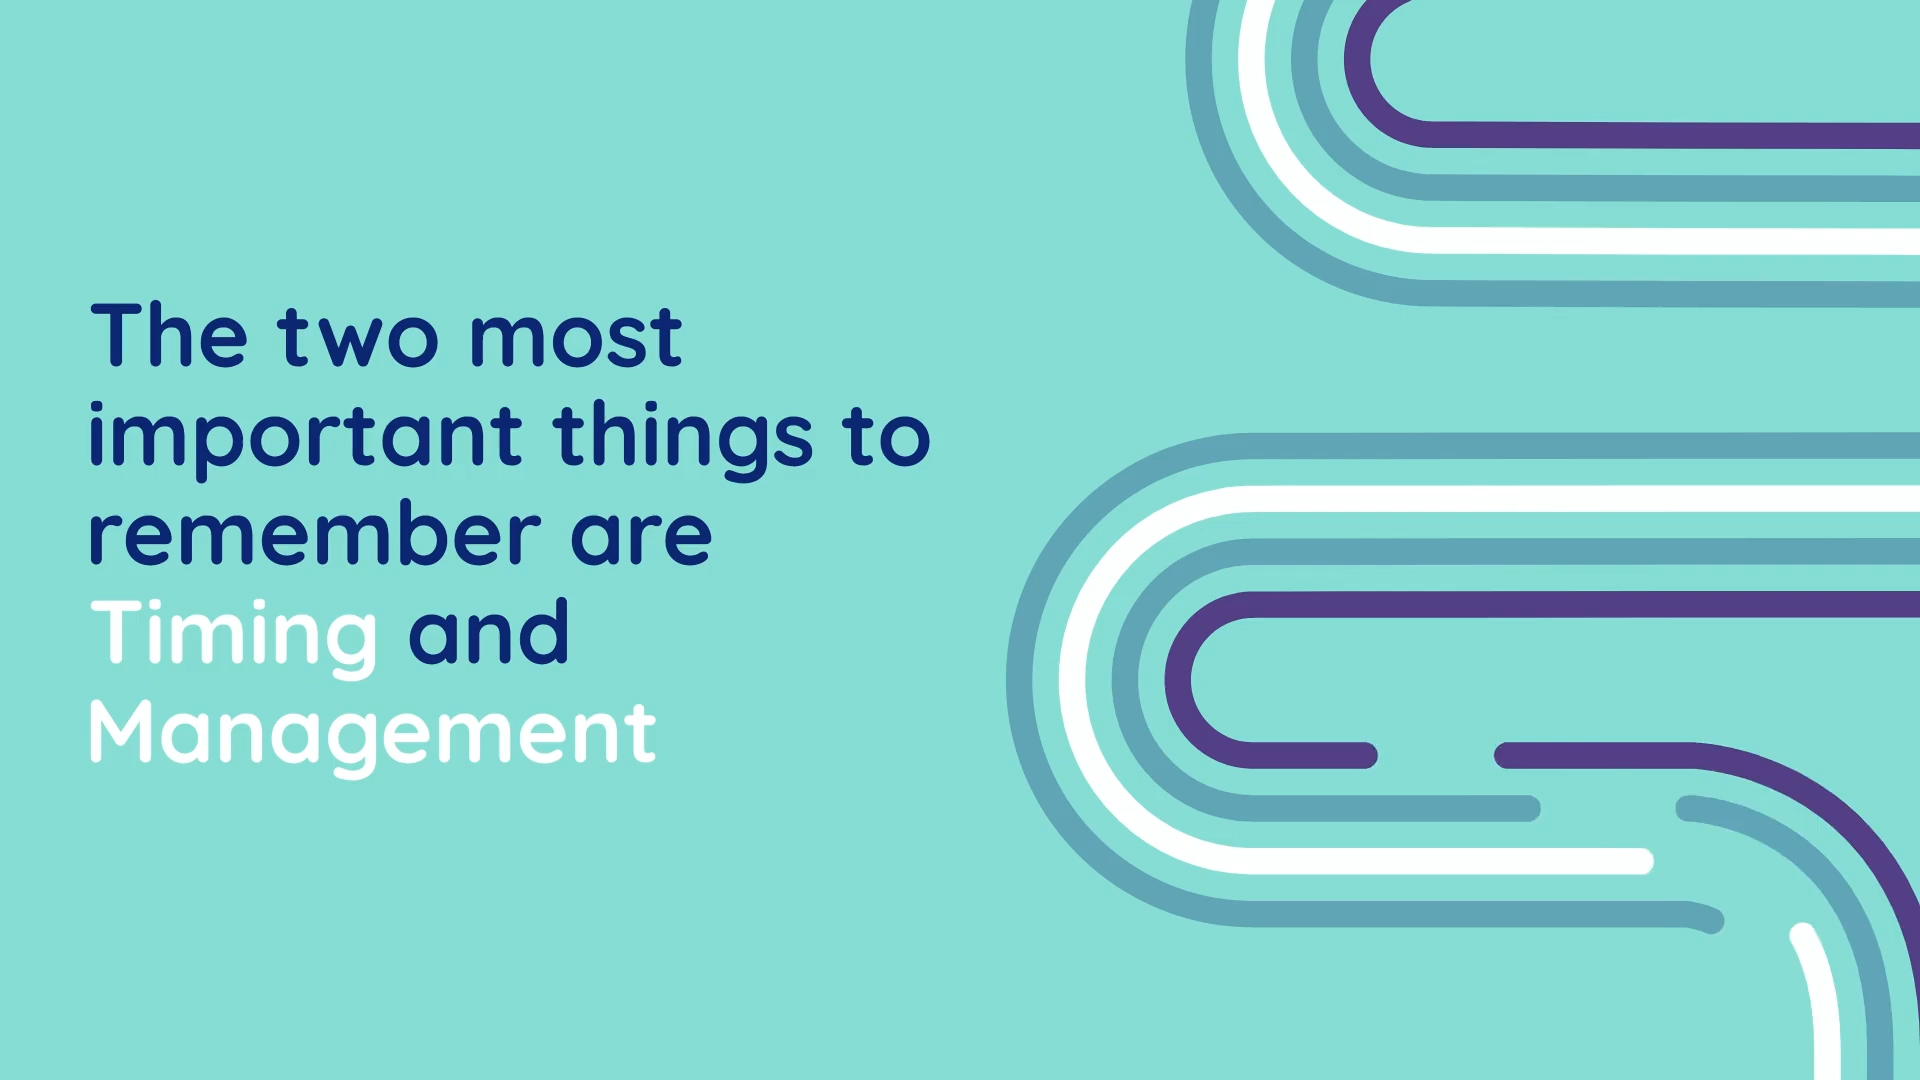 The two most
important things to
remember are
Timing and
Management